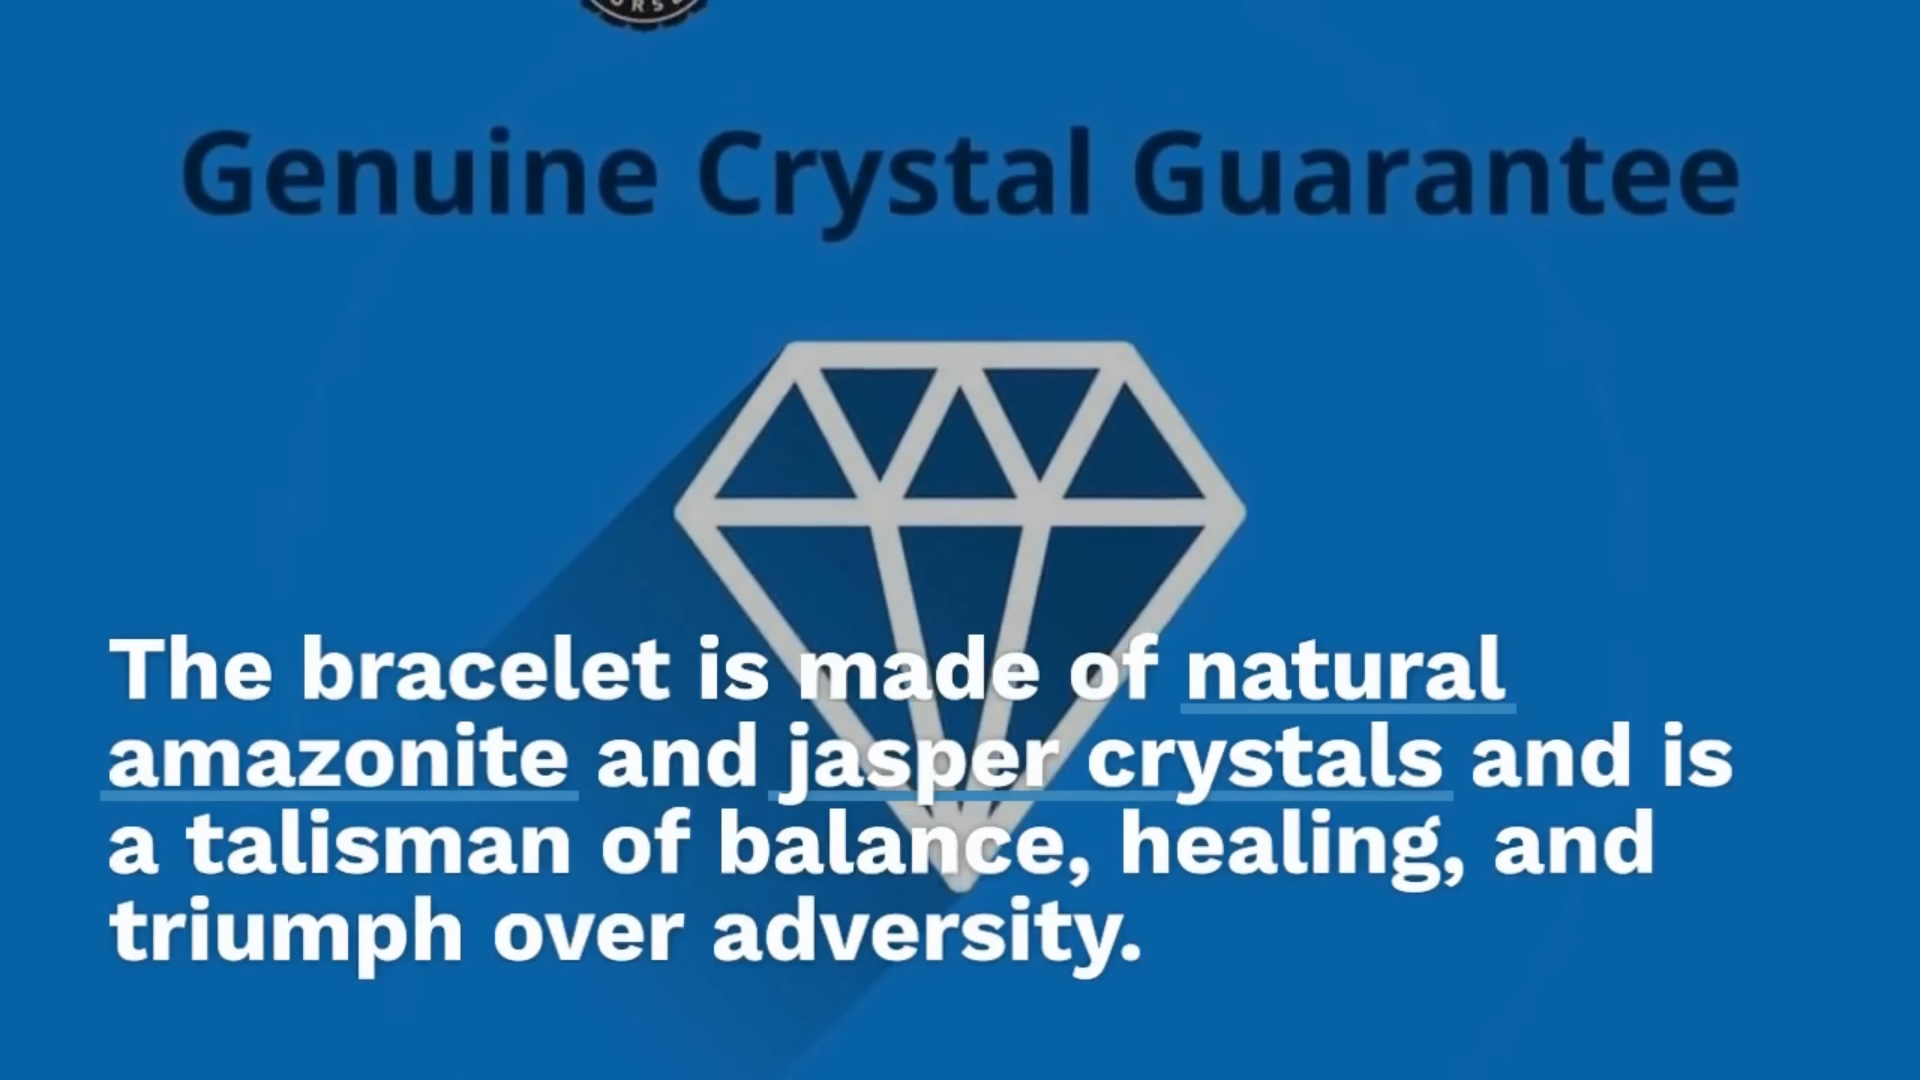 Genuine Crystal Guarantee
The bracelet is made of natural
amazonite and jasper crystals and is
a talisman of balance, healing, and
triumph over adversity.